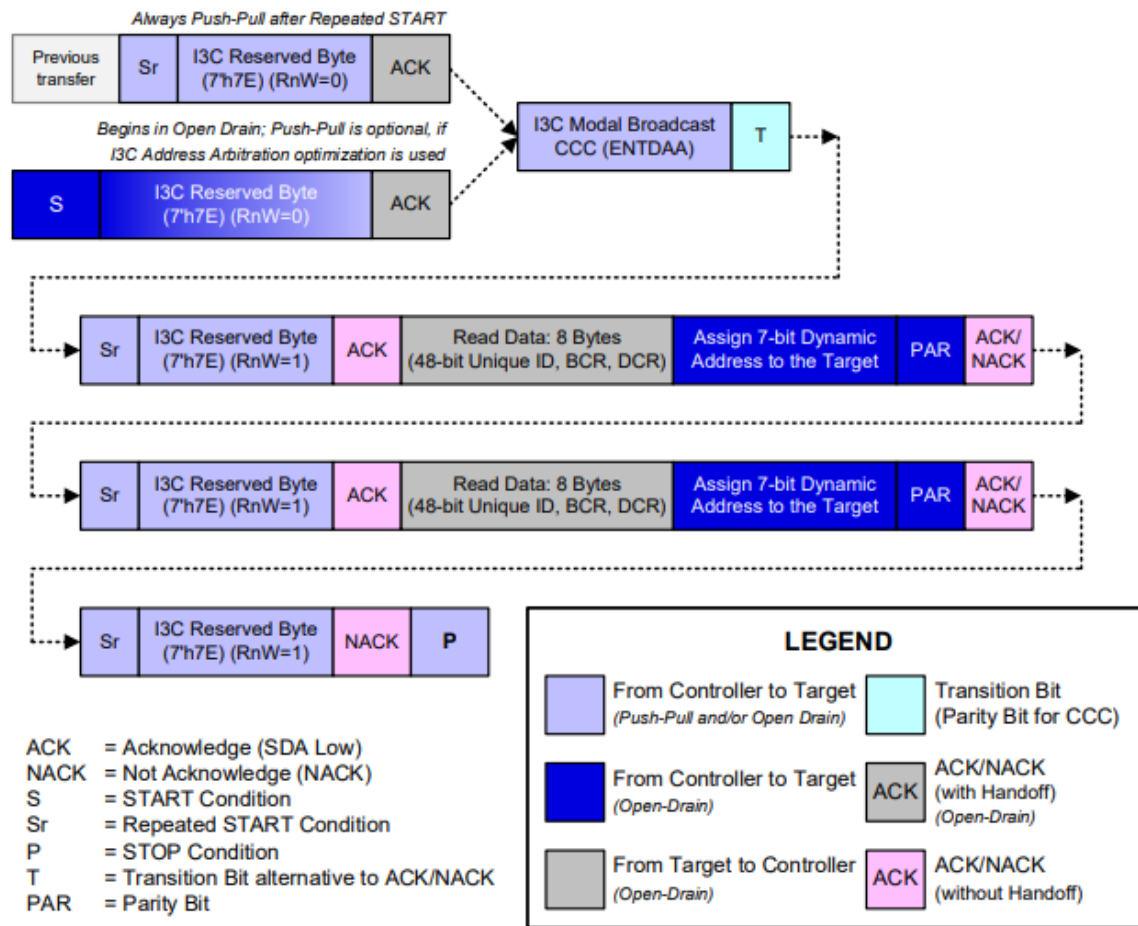 Always Push-Pull after Repeated START
Previous
transfer
Sr
I3C Reserved Byte
(7'h7E) (RnW=0)
ACK
Begins in Open Drain; Push-Pull is optional, if
I3C Address Arbitration optimization is used
S
I3C Reserved Byte
(7'h7E) (RnW=0)
ACK
I3C Modal Broadcast
CCC (ENTDAA)
T
Sr
I3C Reserved Byte
(7'h7E) (RnW=1)
ACK
Read Data: 8 Bytes
(48-bit Unique ID, BCR, DCR)
Assign 7-bit Dynamic
Address to the Target
PAR
ACK/
NACK
Sr
I3C Reserved Byte
(7'h7E) (RnW=1)
ACK
Read Data: 8 Bytes
(48-bit Unique ID, BCR, DCR)
Assign 7-bit Dynamic
Address to the Target
PAR
ACK/
NACK
Sr
I3C Reserved Byte
(7'h7E) (RnW=1)
NACK
P
ACK = Acknowledge (SDA Low)
NACK = Not Acknowledge (NACK)
S = START Condition
Sr = Repeated START Condition
P = STOP Condition
T = Transition Bit alternative to ACK/NACK
PAR = Parity Bit
LEGEND
From Controller to Target
(Push-Pull and/or Open Drain)
Transition Bit
(Parity Bit for CCC)
From Controller to Target
(Open-Drain)
ACK
ACK/NACK
(with Handoff)
(Open-Drain)
From Target to Controller
(Open-Drain)
ACK
ACK/NACK
(without Handoff)